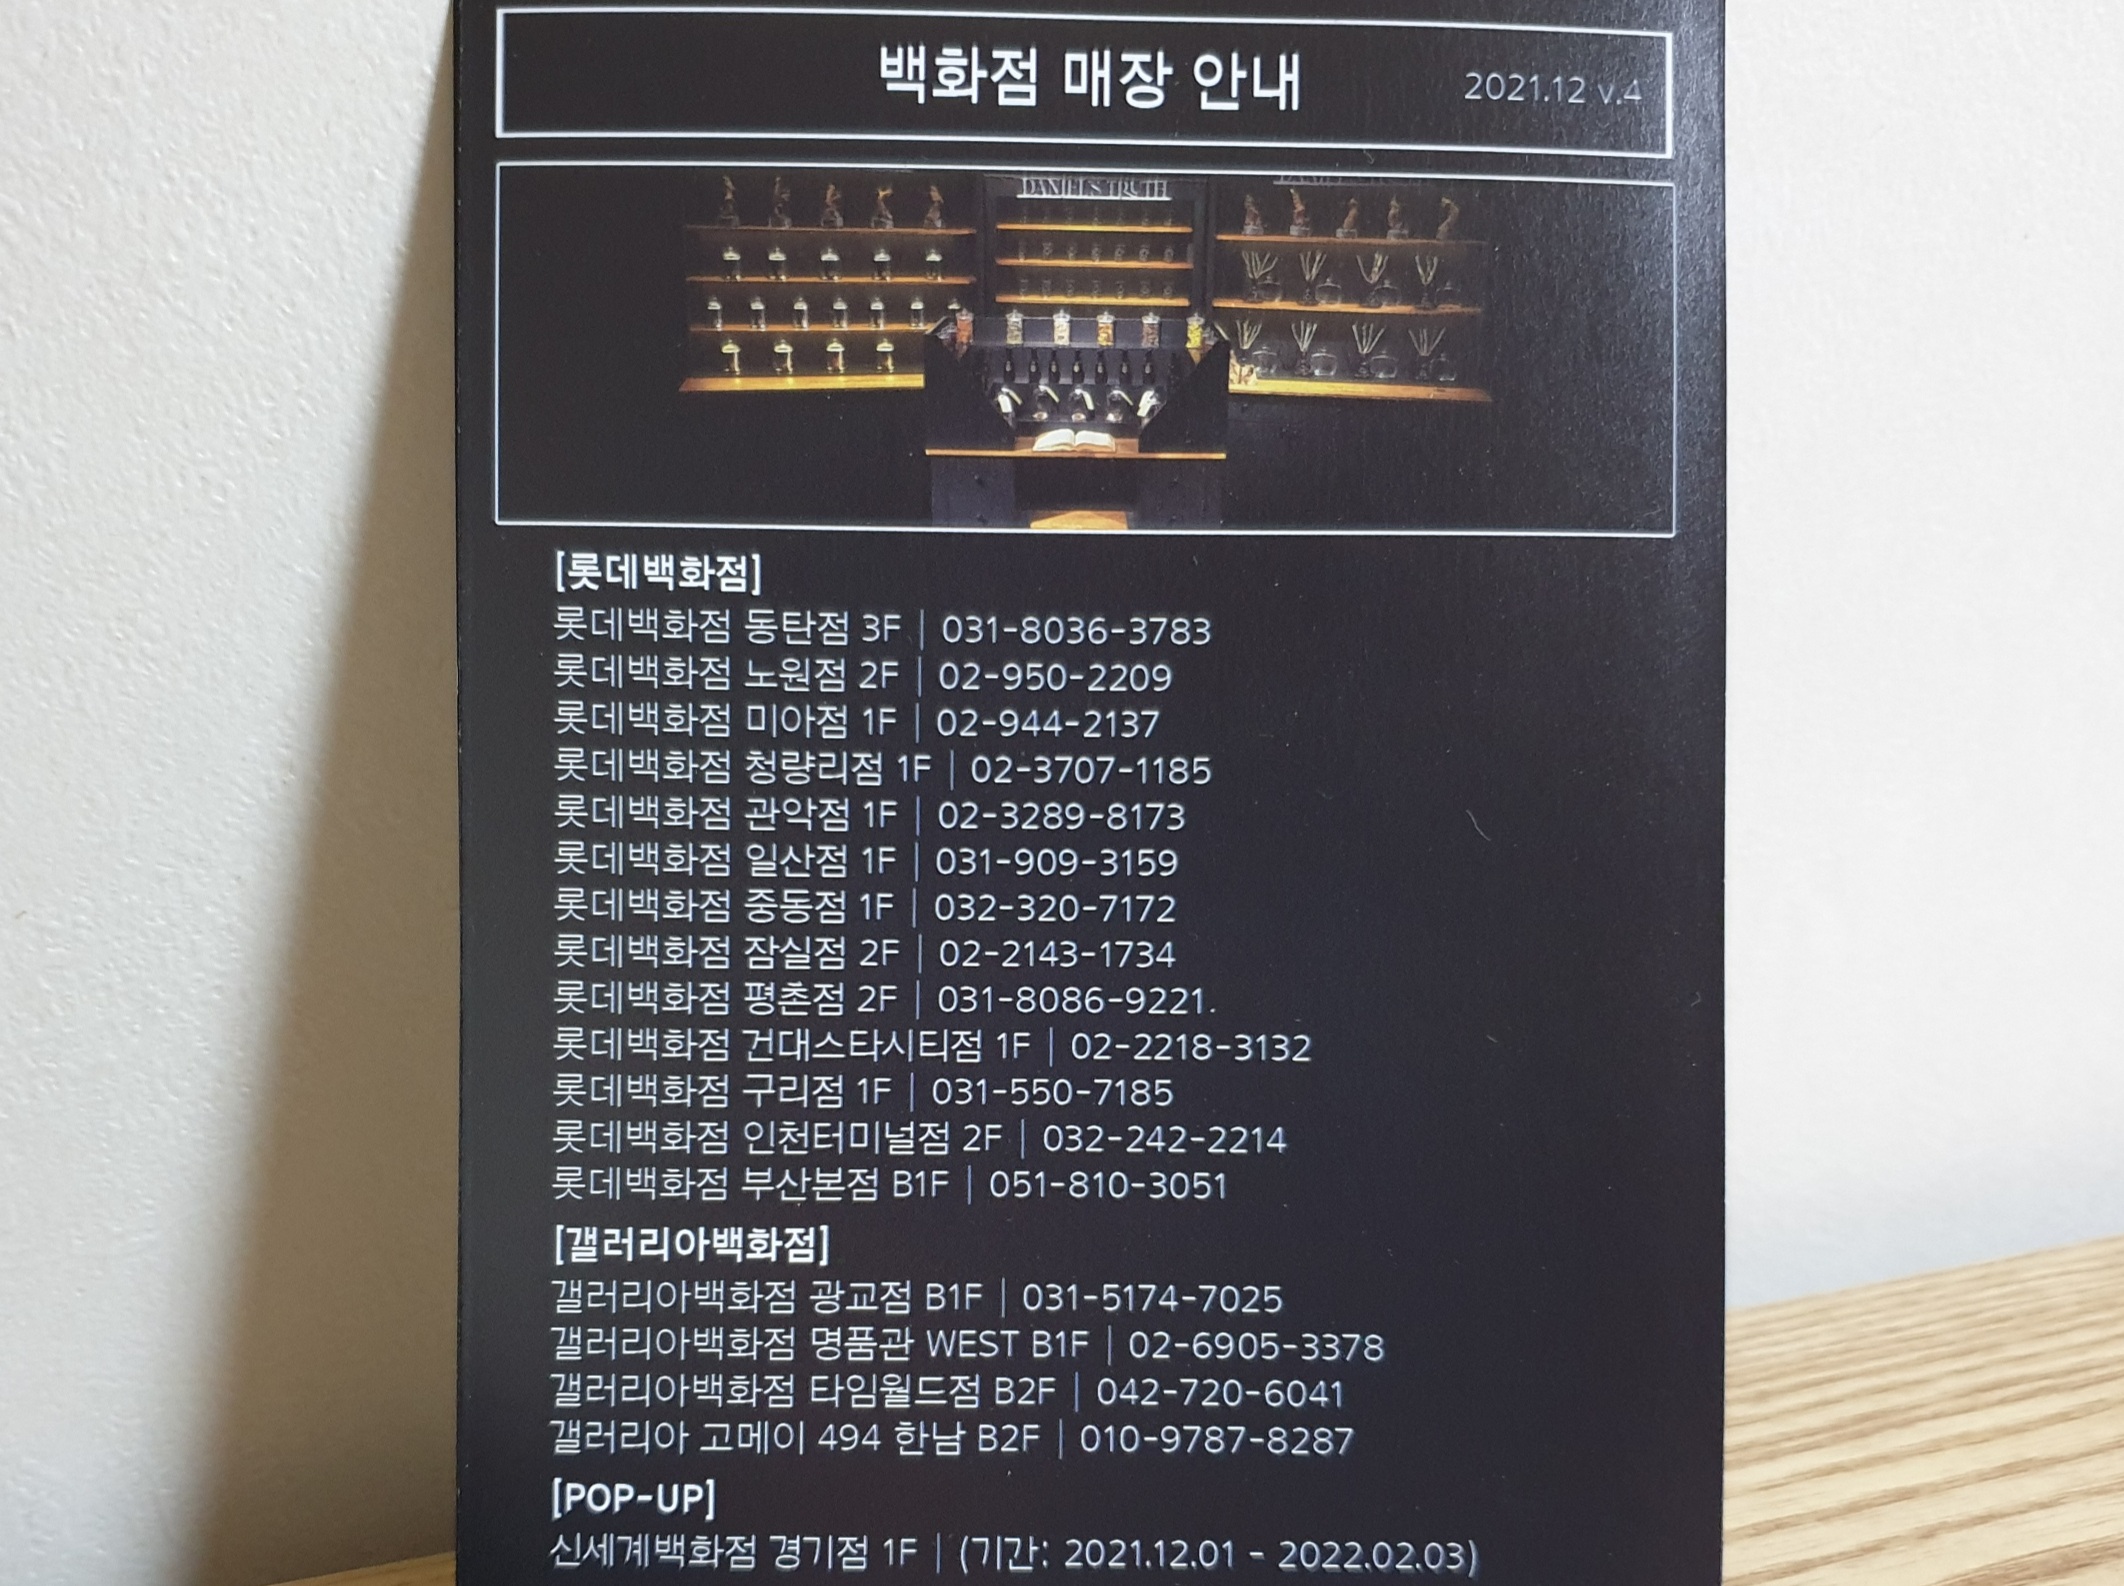 백화점 매장 안내
2021.12 v.4
DANIEL'S TRUTH
[롯데백화점]
롯데백화점 동탄점 3F | 031-8036-3783
롯데백화점 노원점 2F | 02-950-2209
롯데백화점 미아점 1F | 02-944-2137
롯데백화점 청량리점 1F | 02-3707-1185
롯데백화점 관악점 1F | 02-3289-8173
롯데백화점 일산점 1F | 031-909-3159
롯데백화점 중동점 1F | 032-320-7172
롯데백화점 잠실점 2F | 02-2143-1734
롯데백화점 평촌점 2F | 031-8086-9221.
롯데백화점 건대스타시티점 1F | 02-2218-3132
롯데백화점 구리점 1F | 031-550-7185
롯데백화점 인천터미널점 2F | 032-242-2214
롯데백화점 부산본점 B1F | 051-810-3051
[갤러리아백화점]
갤러리아백화점 광교점 B1F | 031-5174-7025
갤러리아백화점 명품관 WEST B1F | 02-6905-3378
갤러리아백화점 타임월드점 B2F | 042-720-6041
갤러리아 고메이 494 한남 B2F | 010-9787-8287
[POP-UP]
신세계백화점 경기점 1F | (기간: 2021.12.01 - 2022.02.03)